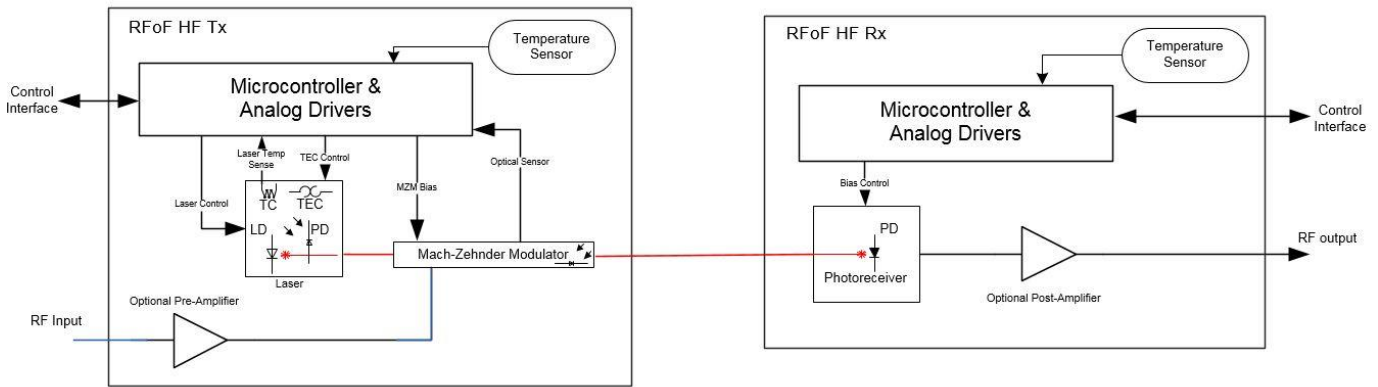 RFoF HF Tx
Temperature
Sensor
Microcontroller &
Analog Drivers
Control
Interface
Laser Temp
Sense
TEC Control
Optical Sensor
MZM Bias
Laser Control
TC
TEC
LD
PD
Laser
Mach-Zehnder Modulator
Optional Pre-Amplifier
RF Input
RFoF HF Rx
Temperature
Sensor
Microcontroller &
Analog Drivers
Control
Interface
Bias Control
PD
Photoreceiver
RF output
Optional Post-Amplifier